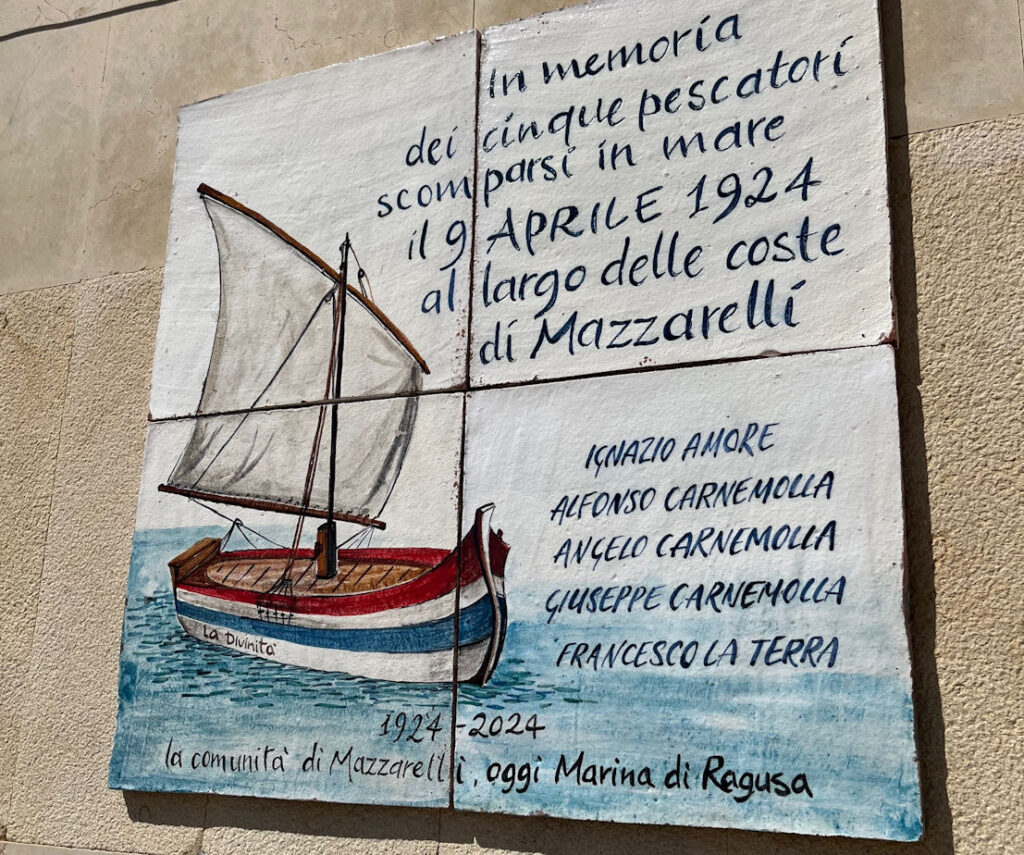 In memoria
dei cinque pescatori
scomparsi in mare
il 9 APRILE 1924
al largo delle coste
di Mazzarelli
IGNAZIO AMORE
ALFONSO CARNEMOLLA
ANGELO CARNEMOLLA
GIUSEPPE CARNEMOLLA
FRANCESCO LA TERRA
La Divinità
1924-2024
la comunità di Mazzarelli, oggi Marina di Ragusa